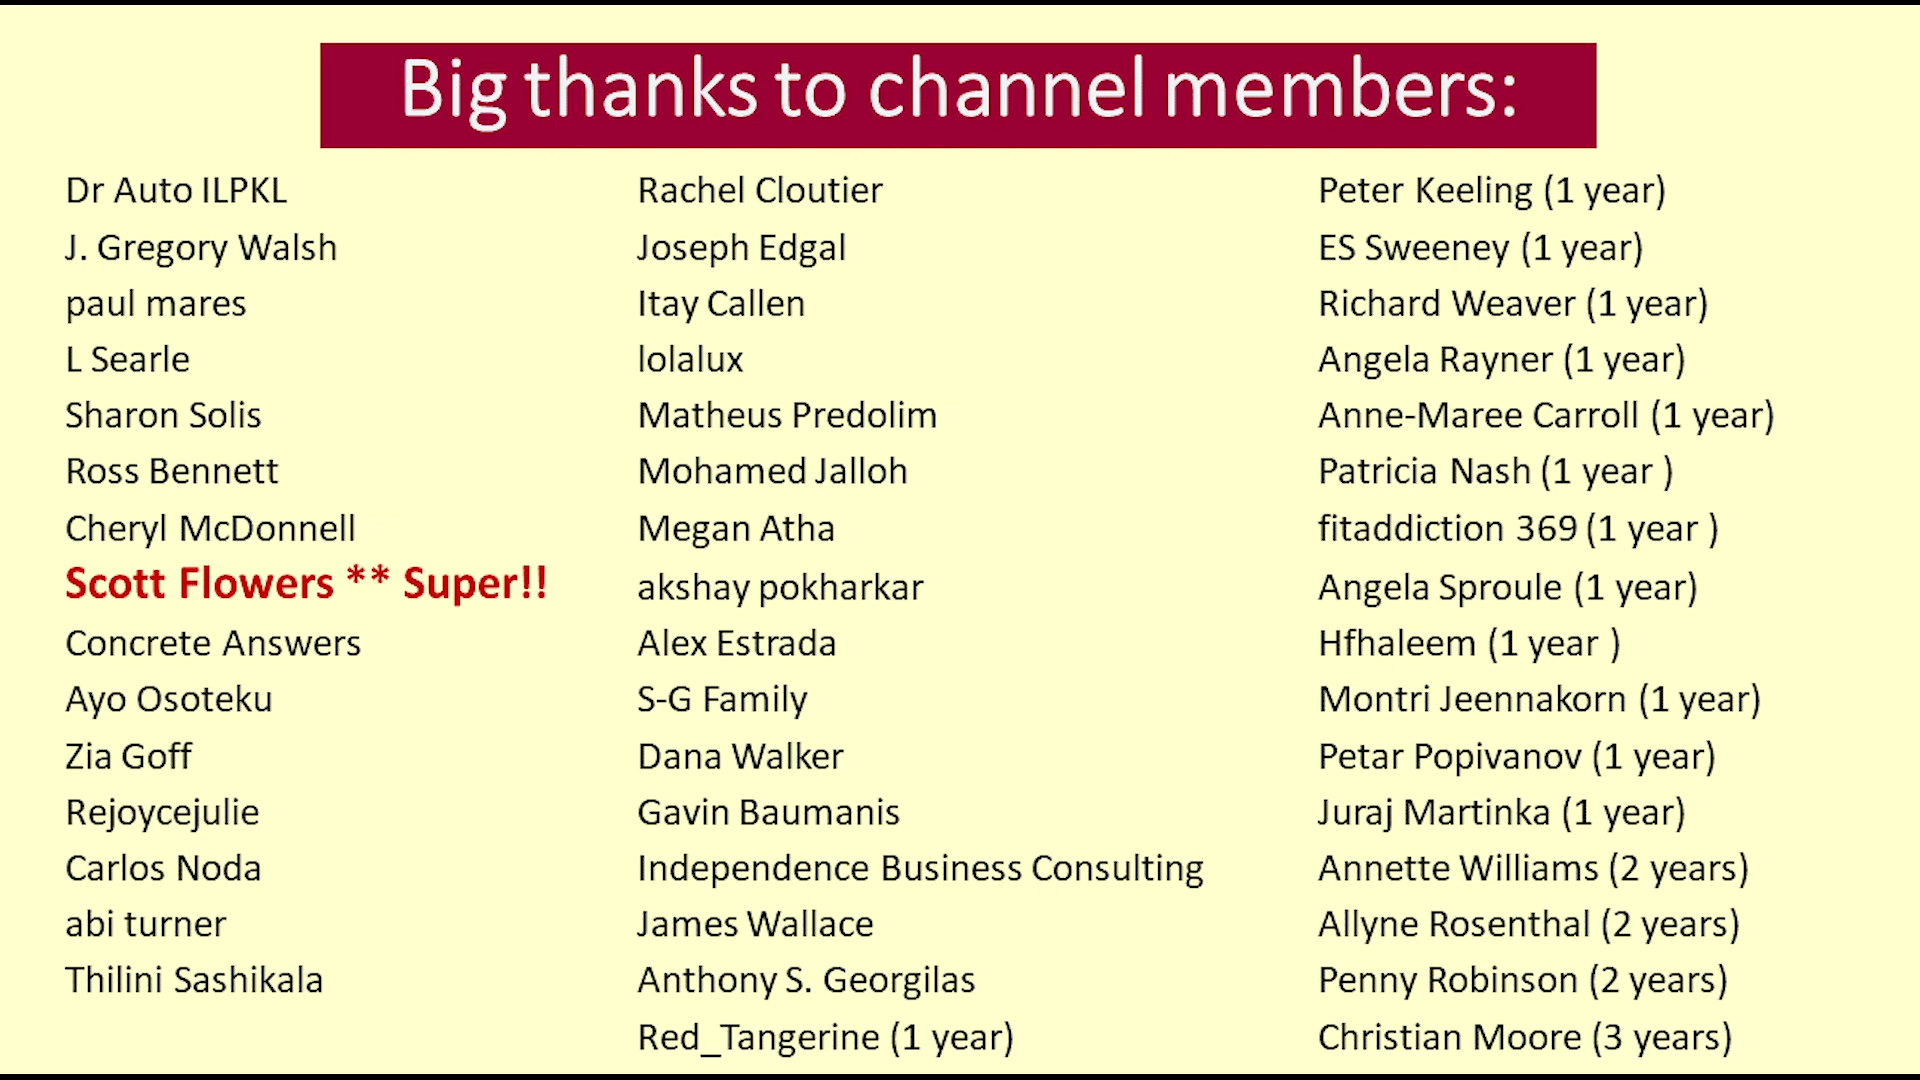 Big thanks to channel members:
Dr Auto ILPKL
J. Gregory Walsh
paul mares
L Searle
Sharon Solis
Ross Bennett
Cheryl McDonnell
Scott Flowers ** Super!!
Concrete Answers
Ayo Osoteku
Zia Goff
Rejoycejulie
Carlos Noda
abi turner
Thilini Sashikala
Rachel Cloutier
Joseph Edgal
Itay Callen
lolalux
Matheus Predolim
Mohamed Jalloh
Megan Atha
akshay pokharkar
Alex Estrada
S-G Family
Dana Walker
Gavin Baumanis
Independence Business Consulting
James Wallace
Anthony S. Georgilas
Red_Tangerine (1 year)
Peter Keeling (1 year)
ES Sweeney (1 year)
Richard Weaver (1 year)
Angela Rayner (1 year)
Anne-Maree Carroll (1 year)
Patricia Nash (1 year )
fitaddiction 369 (1 year )
Angela Sproule (1 year)
Hfhaleem (1 year )
Montri Jeennakorn (1 year)
Petar Popivanov (1 year)
Juraj Martinka (1 year)
Annette Williams (2 years)
Allyne Rosenthal (2 years)
Penny Robinson (2 years)
Christian Moore (3 years)